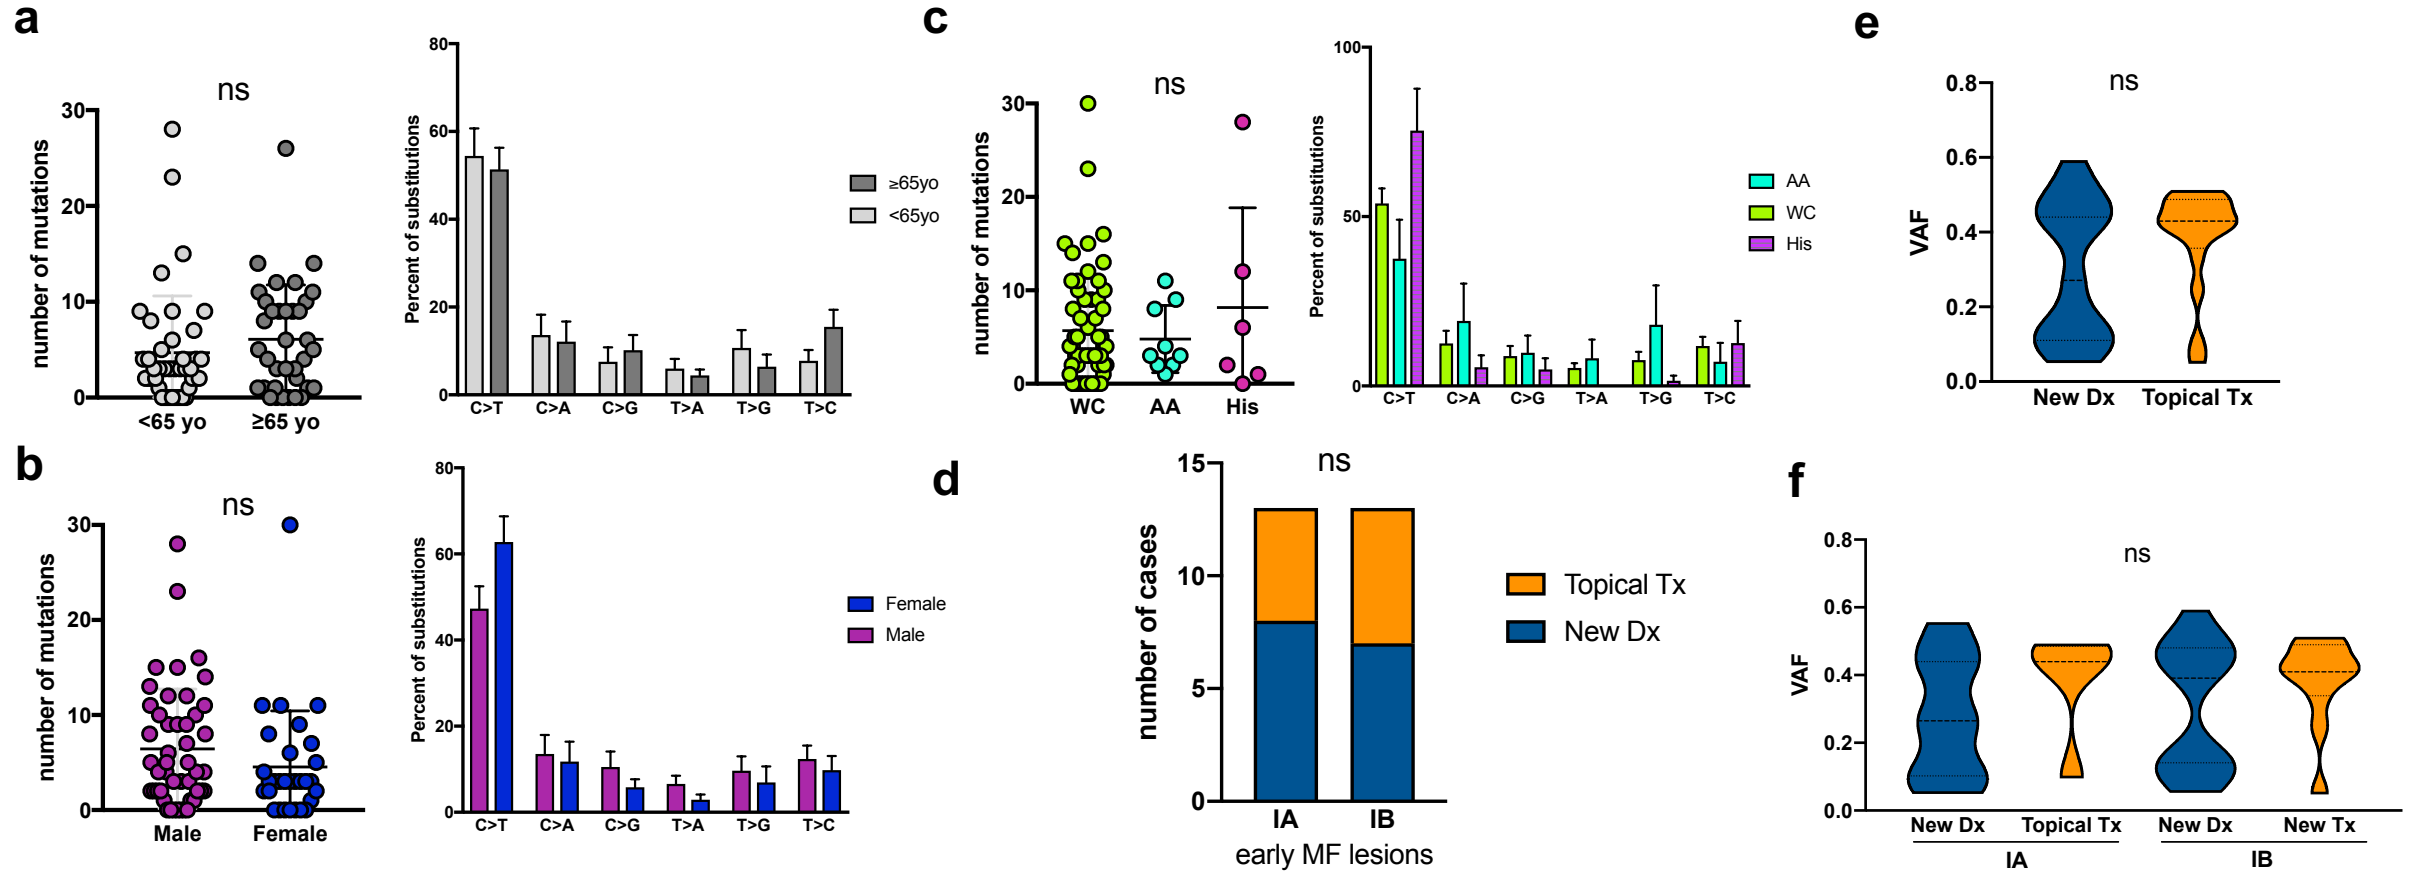 a
ns
number of mutations
30
20
10
0
<65 yo
≥65 yo
Percent of substitutions
80
60
40
20
0
C>T
C>A
C>G
T>A
T>G
T>C
≥65yo
<65yo
b
ns
number of mutations
30
20
10
0
Male
Female
Percent of substitutions
80
60
40
20
0
C>T
C>A
C>G
T>A
T>G
T>C
Female
Male
c
ns
number of mutations
30
20
10
0
WC
AA
His
Percent of substitutions
100
50
0
C>T
C>A
C>G
T>A
T>G
T>C
AA
WC
His
d
ns
number of cases
15
10
5
0
IA
IB
early MF lesions
Topical Tx
New Dx
e
ns
VAF
0.8
0.6
0.4
0.2
0.0
New Dx
Topical Tx
f
ns
VAF
0.8
0.6
0.4
0.2
0.0
New Dx
Topical Tx
New Dx
New Tx
IA
IB